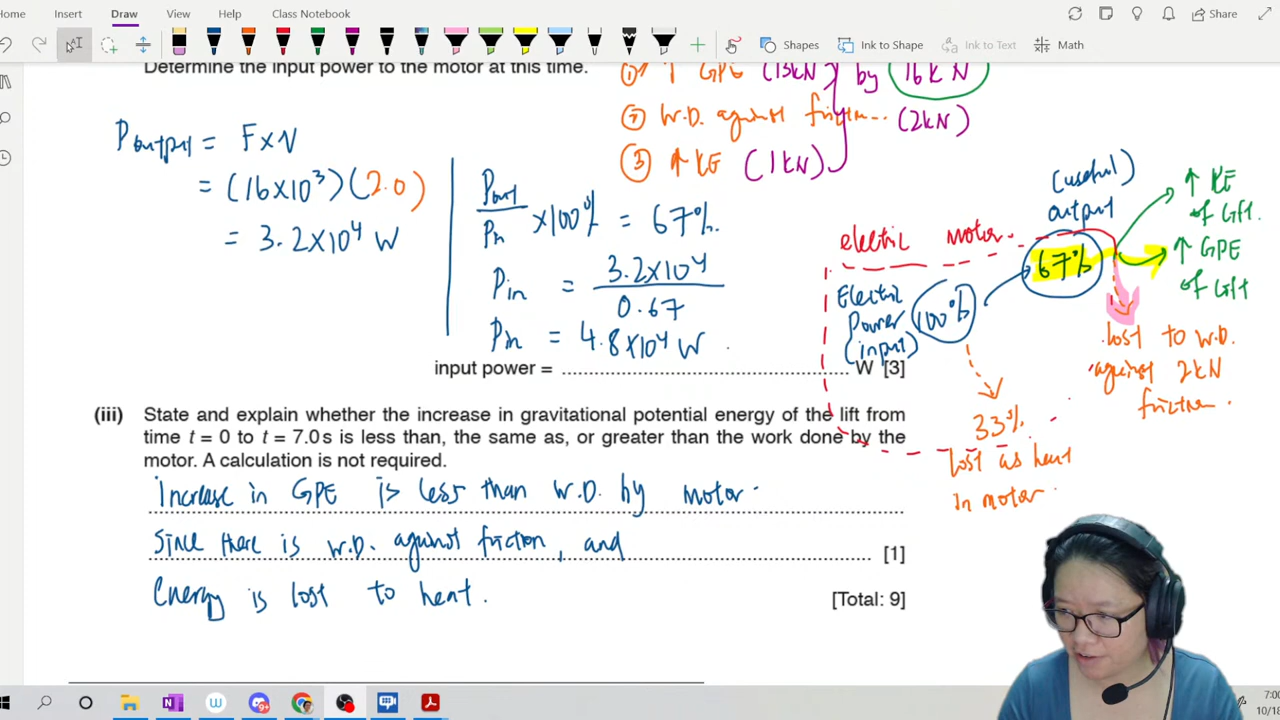 Home Insert Draw View Help Class Notebook Share
Shapes Ink to Shape Ink to Text Math
Determine the input power to the motor at this time.
① ↑ GPE (13kN) by 16kN
② W.D. against friction... (2kN)
③ ↑ KE (1kN)
Poutput = F×v
= (16×10³)(2.0)
= 3.2×10⁴ W
Pout/Pin ×100% = 67%.
Pin = 3.2×10⁴/0.67
Pin = 4.8×10⁴ W
input power = ............ W [3]
(useful) output
67%
↑ KE of lift.
↑ GPE of lift
electric motor.
Electric Power (input)
100%
lost to W.D. against 2kN friction.
33% lost as heat in motor.
(iii) State and explain whether the increase in gravitational potential energy of the lift from
time t = 0 to t = 7.0 s is less than, the same as, or greater than the work done by the
motor. A calculation is not required.
Increase in GPE is less than W.D. by motor.
Since there is W.D. against friction, and
[1]
Energy is lost to heat.
[Total: 9]
7:00
10/18